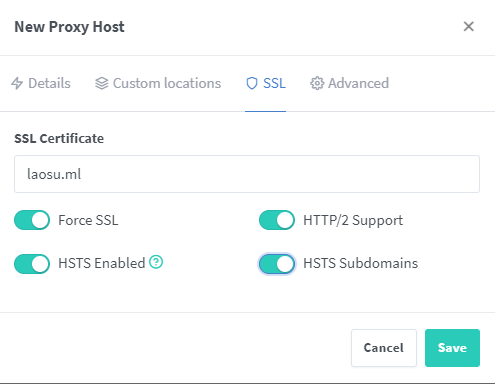 New Proxy Host
Details Custom locations SSL Advanced
SSL Certificate
laosu.ml
Force SSL HTTP/2 Support
HSTS Enabled ? HSTS Subdomains
Cancel Save